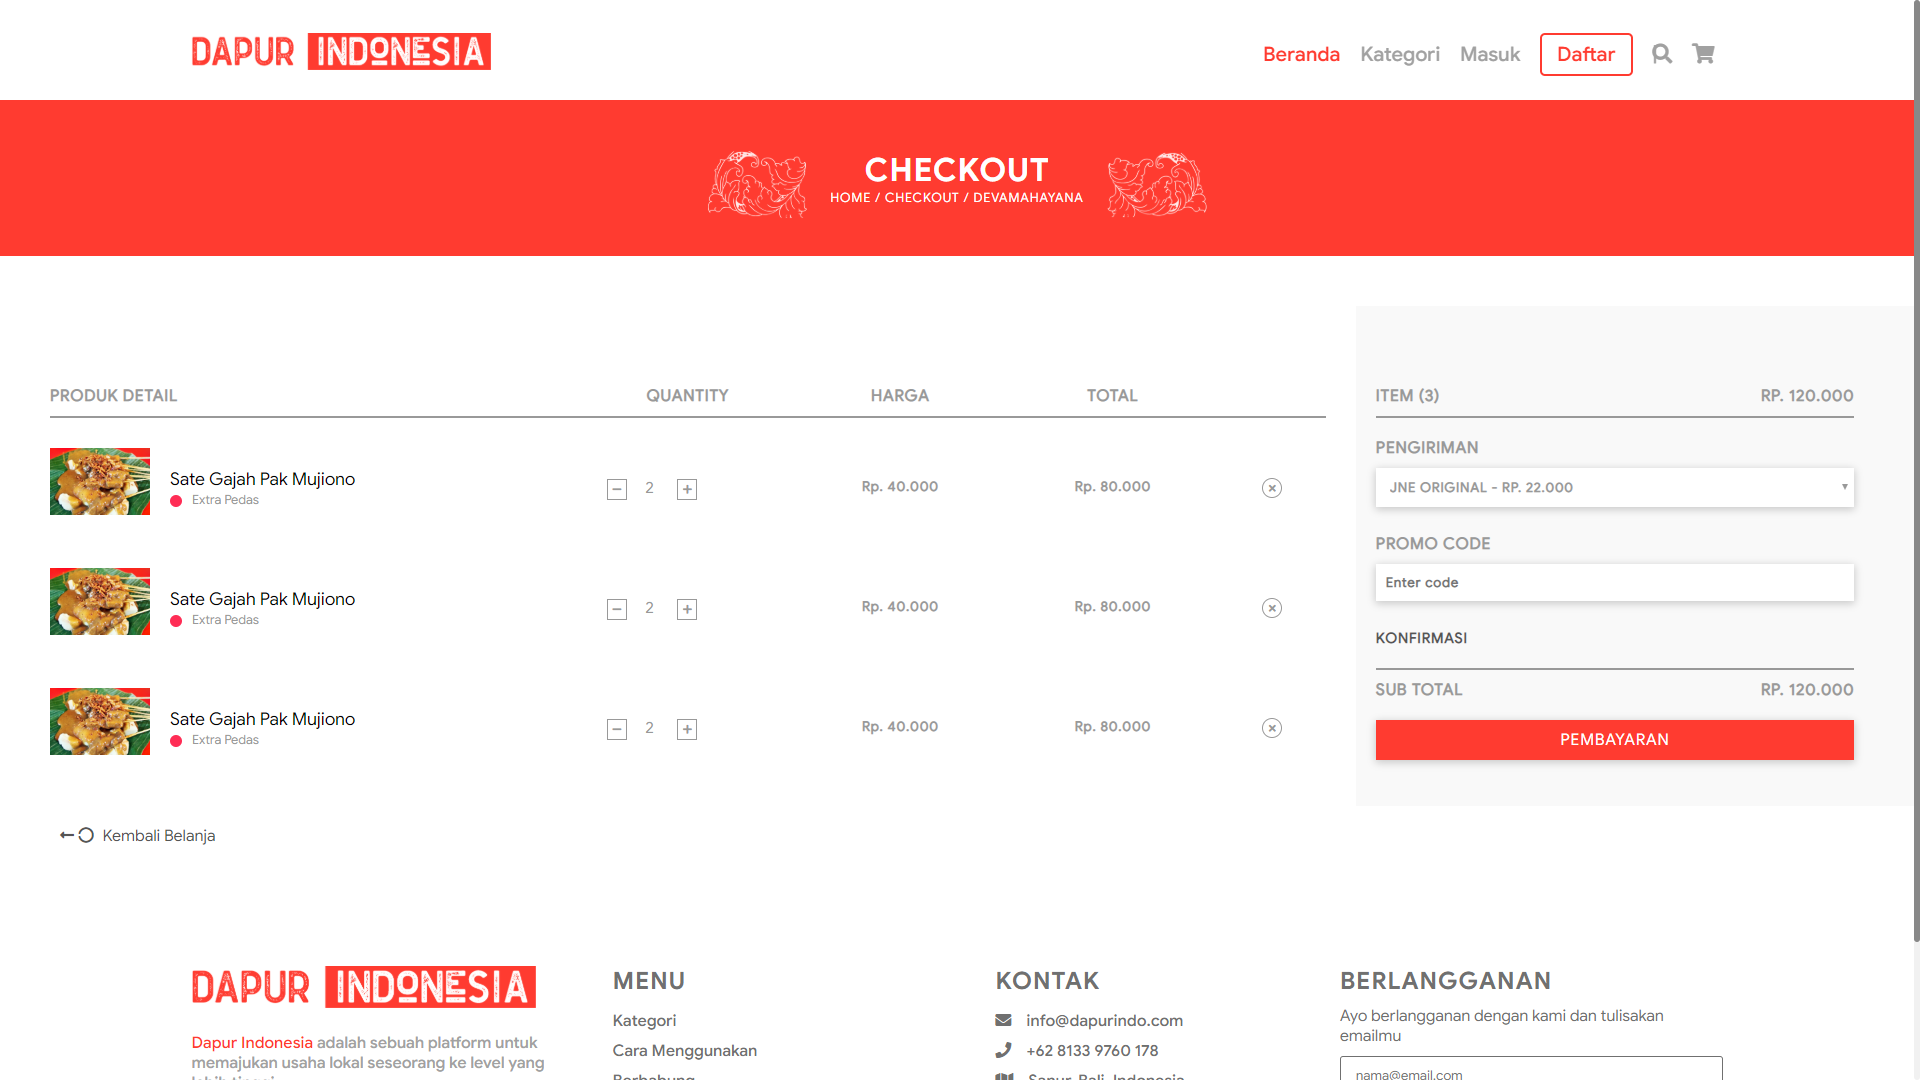 DAPUR INDONESIA
Beranda Kategori Masuk Daftar
CHECKOUT
HOME / CHECKOUT / DEVAMAHAYANA
PRODUK DETAIL QUANTITY HARGA TOTAL
Sate Gajah Pak Mujiono
Extra Pedas
2 Rp. 40.000 Rp. 80.000
Sate Gajah Pak Mujiono
Extra Pedas
2 Rp. 40.000 Rp. 80.000
Sate Gajah Pak Mujiono
Extra Pedas
2 Rp. 40.000 Rp. 80.000
Kembali Belanja
ITEM (3) RP. 120.000
PENGIRIMAN
JNE ORIGINAL - RP. 22.000
PROMO CODE
Enter code
KONFIRMASI
SUB TOTAL RP. 120.000
PEMBAYARAN
DAPUR INDONESIA
Dapur Indonesia adalah sebuah platform untuk
memajukan usaha lokal seseorang ke level yang
MENU
Kategori
Cara Menggunakan
KONTAK
info@dapurindo.com
+62 8133 9760 178
Sanur, Bali, Indonesia
BERLANGGANAN
Ayo berlangganan dengan kami dan tulisakan
emailmu
nama@email.com